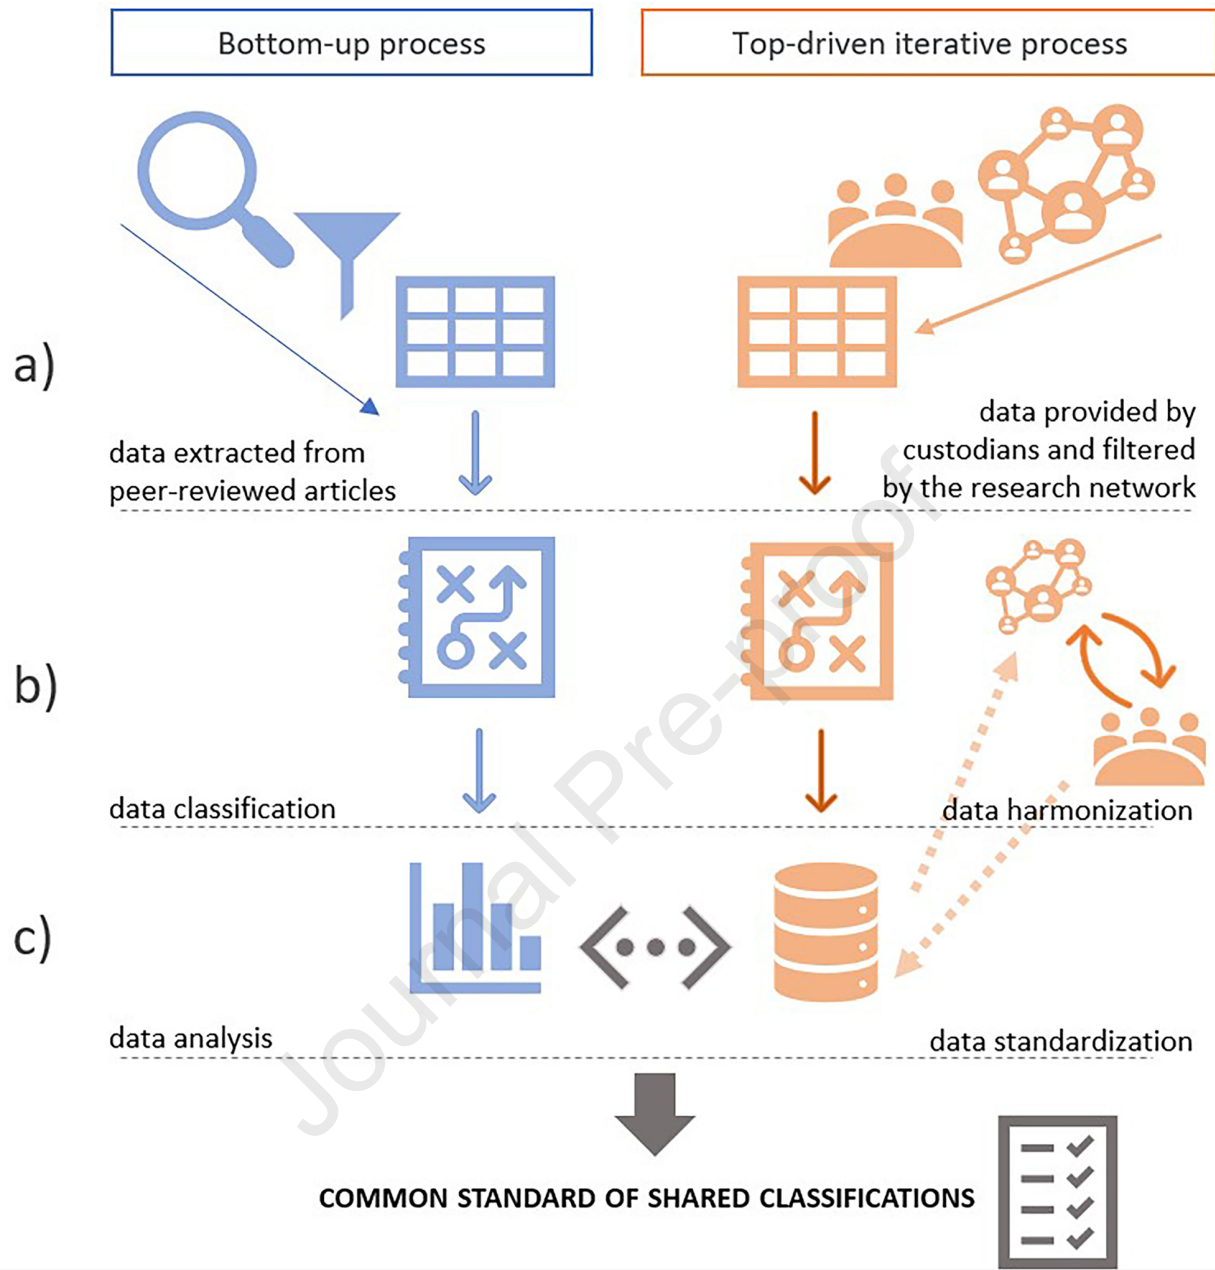 Bottom-up process
Top-driven iterative process
a)
data extracted from
peer-reviewed articles
data provided by
custodians and filtered
by the research network
b)
data classification
data harmonization
c)
data analysis
data standardization
COMMON STANDARD OF SHARED CLASSIFICATIONS
Journal Pre-proof